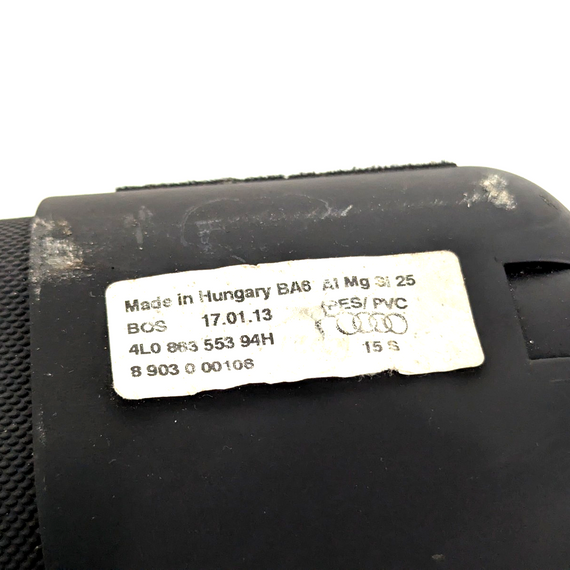 Made in Hungary BA6 Al Mg Si 25
BOS 17.01.13 (PES/ PVC
4L0 863 553 94H
8 903 0 00108 15 S